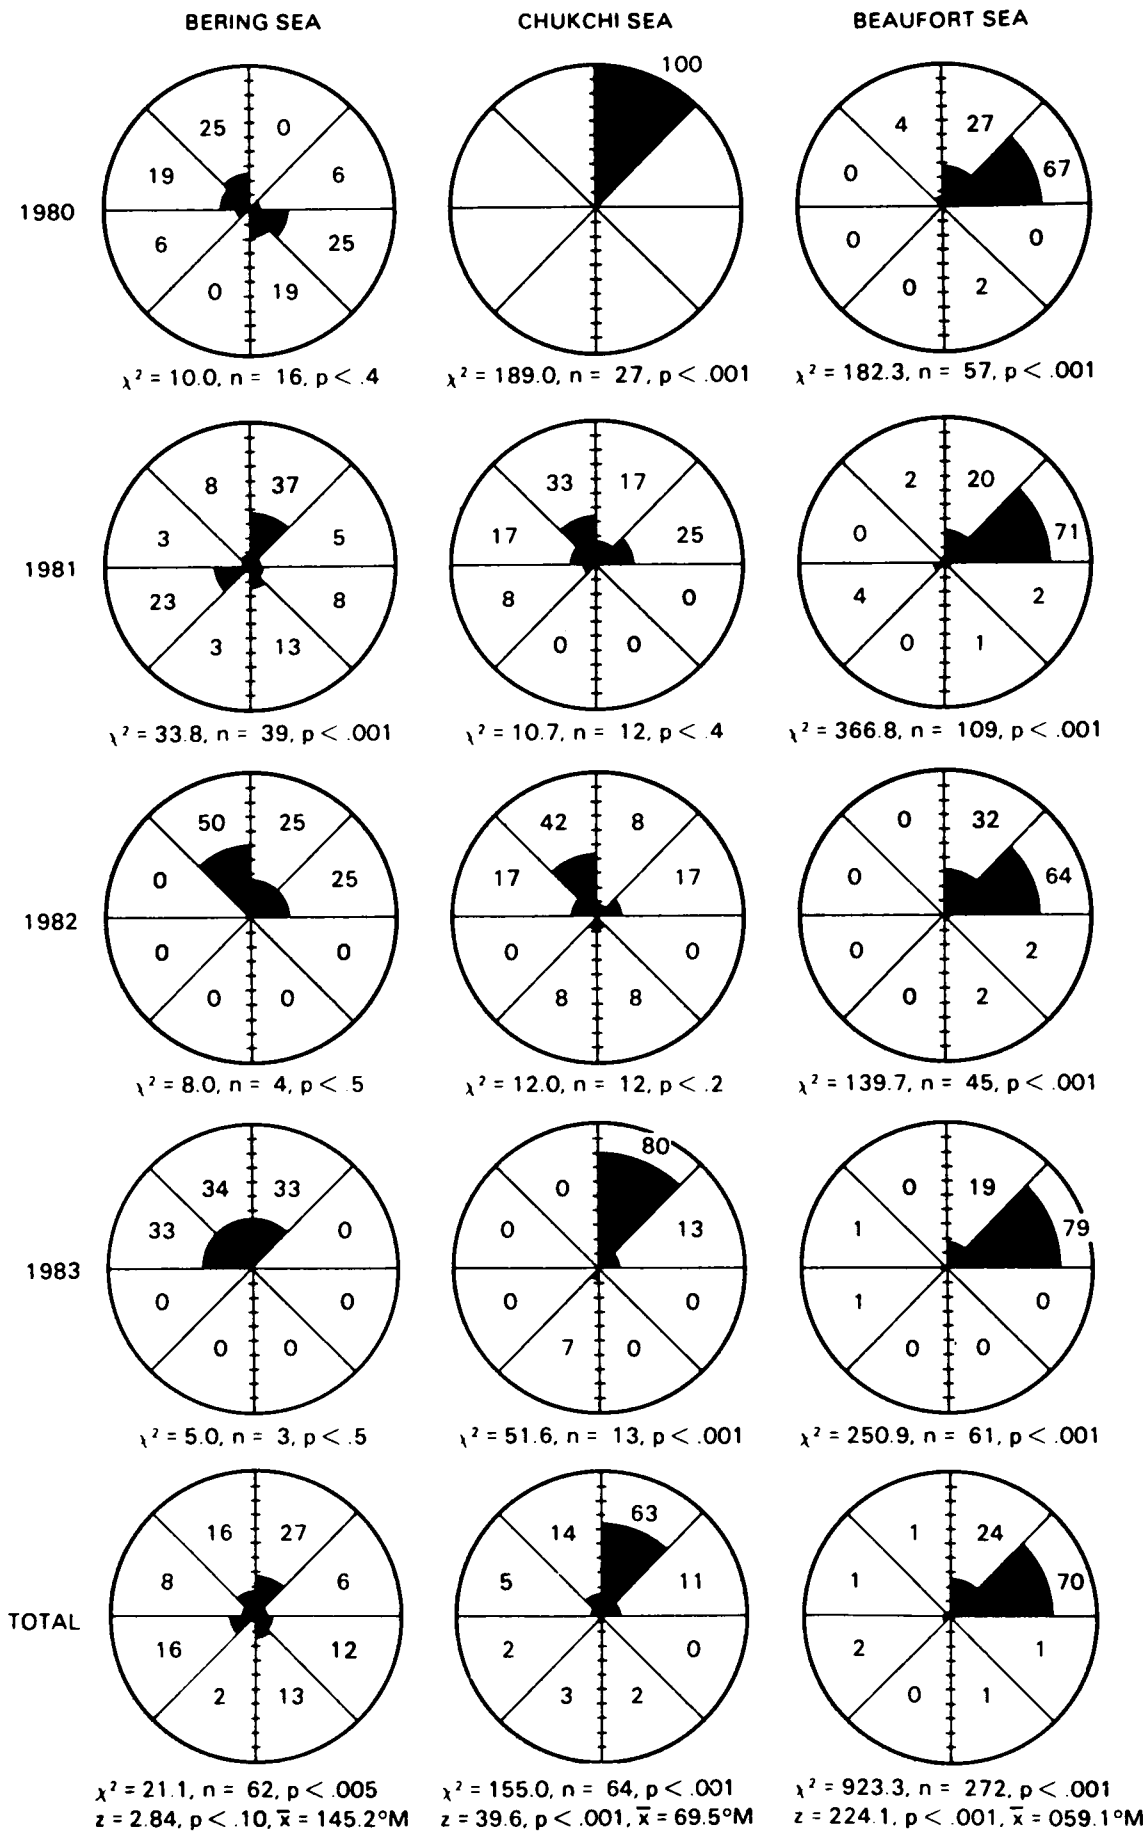 BERING SEA CHUKCHI SEA BEAUFORT SEA
100
25 0 4 27
19 6 0 67
1980
6 25 0 0
0 19 0 2
χ² = 10.0, n = 16, p < .4 χ² = 189.0, n = 27, p < .001 χ² = 182.3, n = 57, p < .001
8 37 33 17 2 20
3 5 17 25 0 71
1981
23 8 8 0 4 2
3 13 0 0 0 1
χ² = 33.8, n = 39, p < .001 χ² = 10.7, n = 12, p < .4 χ² = 366.8, n = 109, p < .001
50 25 42 8 0 32
0 25 17 17 0 64
1982
0 0 0 0 0 2
0 0 8 8 0 2
χ² = 8.0, n = 4, p < .5 χ² = 12.0, n = 12, p < .2 χ² = 139.7, n = 45, p < .001
80
34 33 0 0 19
33 0 0 13 1 79
1983
0 0 0 0 1 0
0 0 7 0 0 0
χ² = 5.0, n = 3, p < .5 χ² = 51.6, n = 13, p < .001 χ² = 250.9, n = 61, p < .001
16 27 14 63 1 24
8 6 5 11 1 70
TOTAL
16 12 2 0 2 1
2 13 3 2 0 1
χ² = 21.1, n = 62, p < .005 χ² = 155.0, n = 64, p < .001 χ² = 923.3, n = 272, p < .001
z = 2.84, p < .10, x̄ = 145.2°M z = 39.6, p < .001, x̄ = 69.5°M z = 224.1, p < .001, x̄ = 059.1°M